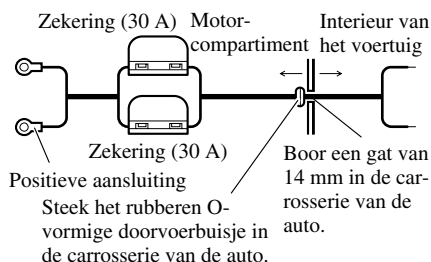 Zekering (30 A)
Motor-
compartiment
Interieur van
het voertuig
Zekering (30 A)
Positieve aansluiting
Steek het rubberen O-
vormige doorvoerbuisje in
de carrosserie van de auto.
Boor een gat van
14 mm in de car-
rosserie van de
auto.